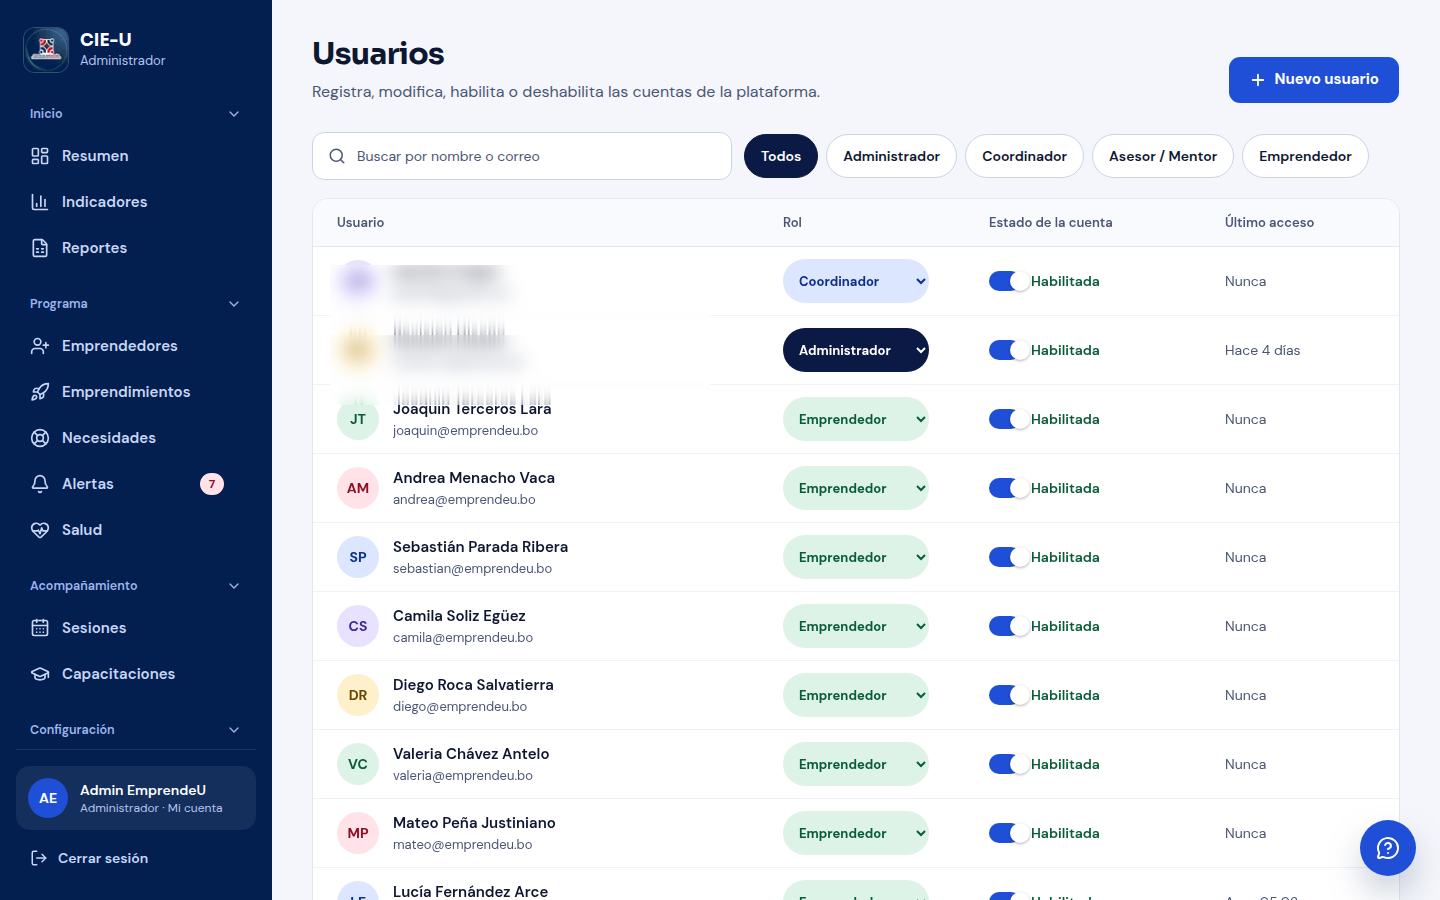 CIE-U
Administrador
Inicio
Resumen
Indicadores
Reportes
Programa
Emprendedores
Emprendimientos
Necesidades
Alertas 7
Salud
Acompañamiento
Sesiones
Capacitaciones
Configuración
AE
Admin EmprendeU
Administrador · Mi cuenta
Cerrar sesión
Usuarios
Registra, modifica, habilita o deshabilita las cuentas de la plataforma.
Nuevo usuario
Buscar por nombre o correo
Todos Administrador Coordinador Asesor / Mentor Emprendedor
Usuario Rol Estado de la cuenta Último acceso
Coordinador Habilitada Nunca
Administrador Habilitada Hace 4 días
JT Joaquín Terceros Lara Emprendedor Habilitada Nunca
joaquin@emprendeu.bo
AM Andrea Menacho Vaca Emprendedor Habilitada Nunca
andrea@emprendeu.bo
SP Sebastián Parada Ribera Emprendedor Habilitada Nunca
sebastian@emprendeu.bo
CS Camila Soliz Egüez Emprendedor Habilitada Nunca
camila@emprendeu.bo
DR Diego Roca Salvatierra Emprendedor Habilitada Nunca
diego@emprendeu.bo
VC Valeria Chávez Antelo Emprendedor Habilitada Nunca
valeria@emprendeu.bo
MP Mateo Peña Justiniano Emprendedor Habilitada Nunca
mateo@emprendeu.bo
Lucía Fernández Arce